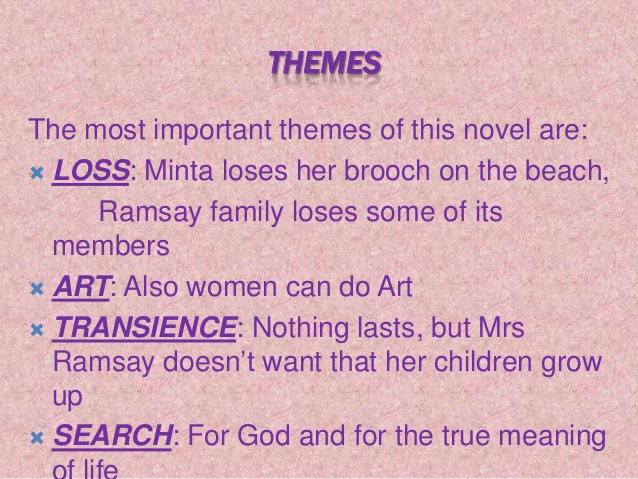 THEMES
The most important themes of this novel are:
LOSS: Minta loses her brooch on the beach,
Ramsay family loses some of its
members
ART: Also women can do Art
TRANSIENCE: Nothing lasts, but Mrs
Ramsay doesn’t want that her children grow
up
SEARCH: For God and for the true meaning
of life